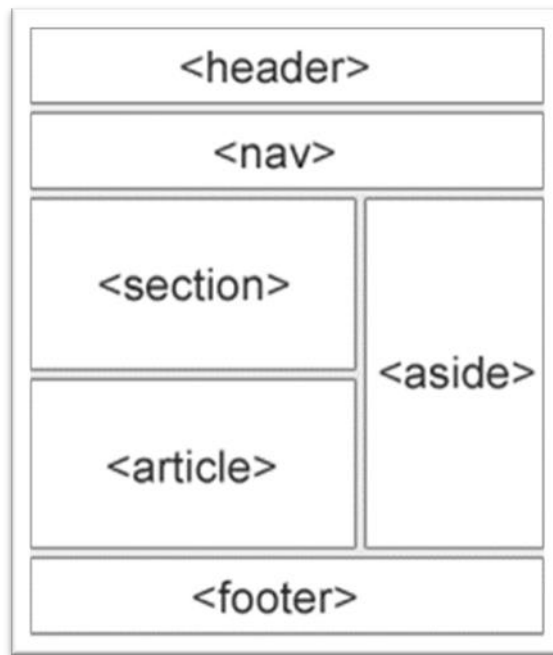 <header>
<nav>
<section>
<aside>
<article>
<footer>